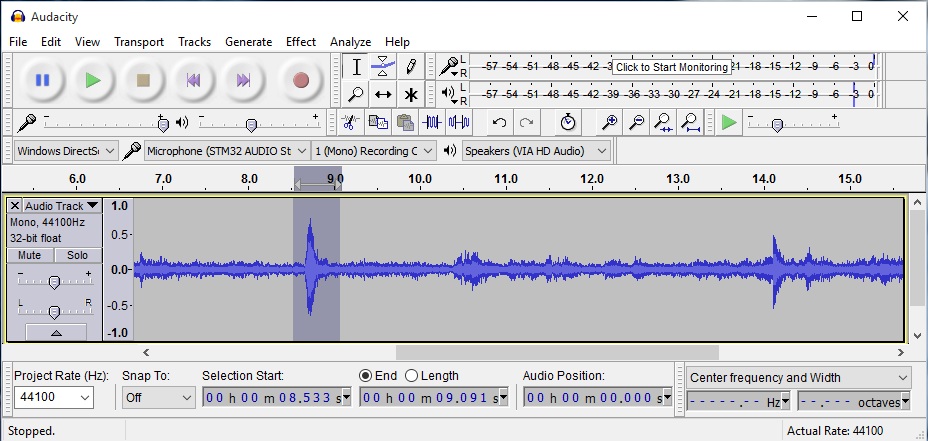 Audacity
File Edit View Transport Tracks Generate Effect Analyze Help
L
R
-57 -54 -51 -48 -45 -42 Click to Start Monitoring -21 -18 -15 -12 -9 -6 -3 0
L
R
-57 -54 -51 -48 -45 -42 -39 -36 -33 -30 -27 -24 -21 -18 -15 -12 -9 -6 -3 0
- + - +
- +
Windows DirectSo
Microphone (STM32 AUDIO St
1 (Mono) Recording C
Speakers (VIA HD Audio)
6.0 7.0 8.0 9.0 10.0 11.0 12.0 13.0 14.0 15.0
X Audio Track
Mono, 44100Hz
32-bit float
Mute Solo
- +
L R
1.0
0.5-
0.0-
-0.5-
-1.0
Project Rate (Hz): Snap To: Selection Start: End Length Audio Position:
44100 Off 00 h 00 m 08.533 s 00 h 00 m 09.091 s 00 h 00 m 00.000 s
Center frequency and Width
-----.-- Hz --.--- octaves
Stopped. Actual Rate: 44100